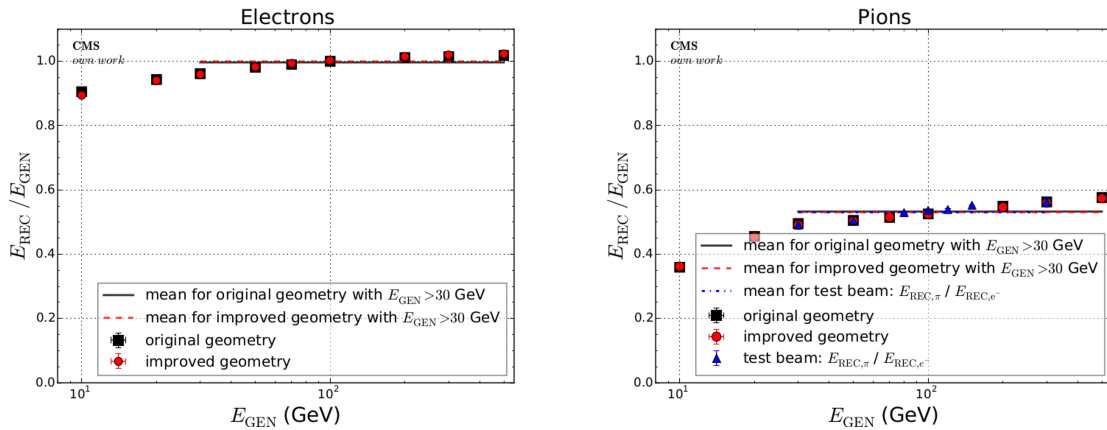 Electrons
CMS
own work
1.0
0.8
0.6
0.4
0.2
0.0
E_REC / E_GEN
mean for original geometry with E_GEN>30 GeV
mean for improved geometry with E_GEN>30 GeV
original geometry
improved geometry
10^1
10^2
E_GEN (GeV)
Pions
CMS
own work
1.0
0.8
0.6
0.4
0.2
0.0
E_REC / E_GEN
mean for original geometry with E_GEN>30 GeV
mean for improved geometry with E_GEN>30 GeV
mean for test beam: E_REC,π / E_REC,e⁻
original geometry
improved geometry
test beam: E_REC,π / E_REC,e⁻
10^1
10^2
E_GEN (GeV)